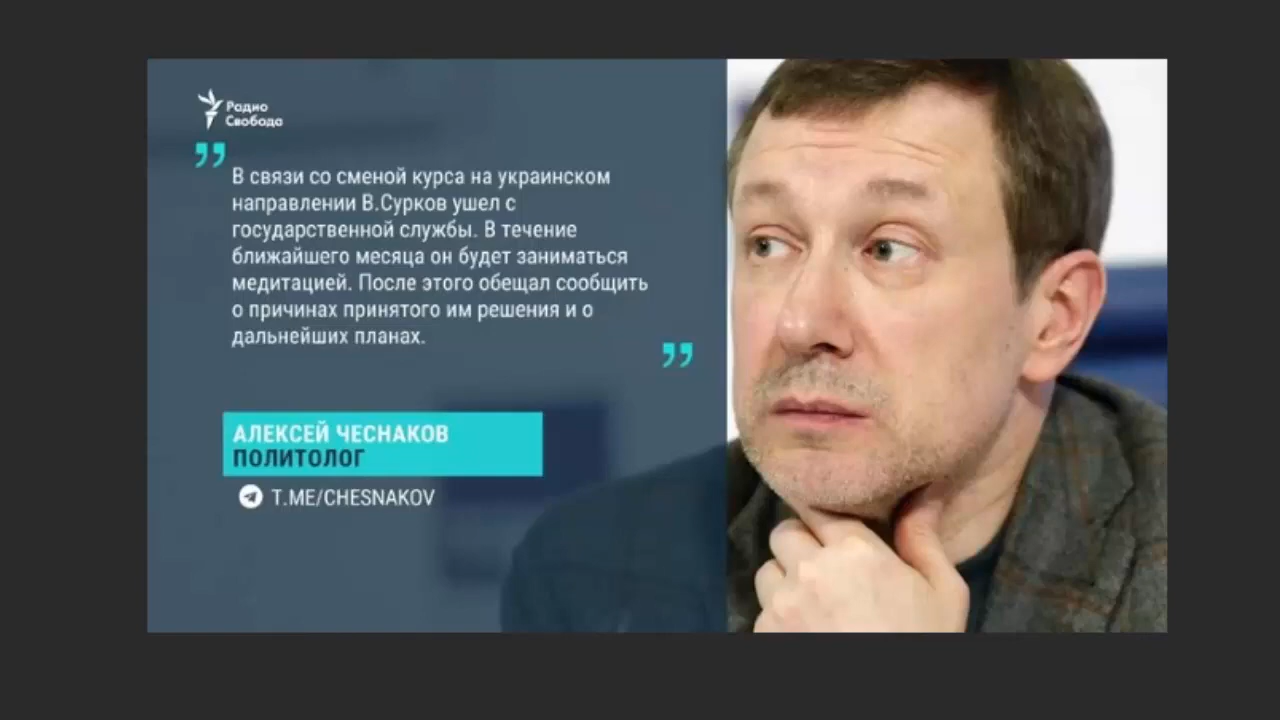 Радио
Свобода
В связи со сменой курса на украинском
направлении В.Сурков ушел с
государственной службы. В течение
ближайшего месяца он будет заниматься
медитацией. После этого обещал сообщить
о причинах принятого им решения и о
дальнейших планах.
АЛЕКСЕЙ ЧЕСНАКОВ
ПОЛИТОЛОГ
T.ME/CHESNAKOV